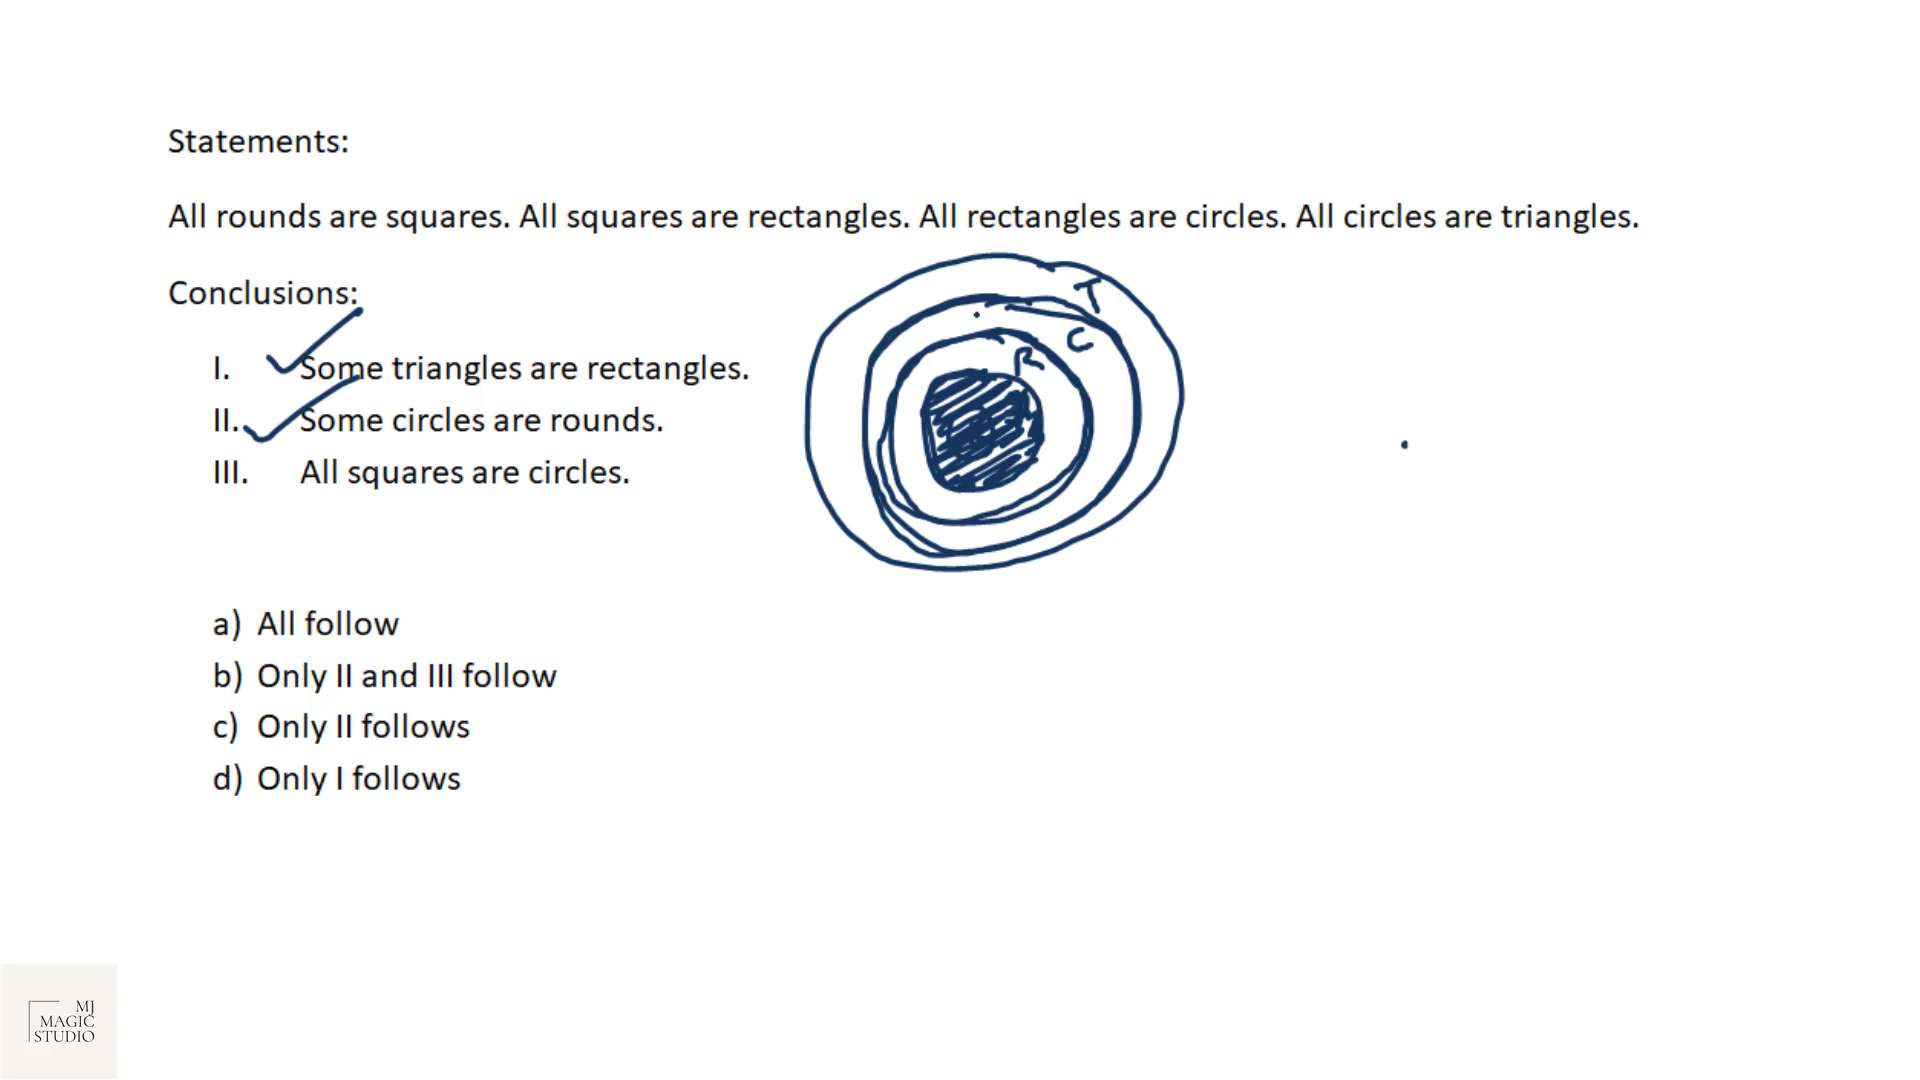 Statements:
All rounds are squares. All squares are rectangles. All rectangles are circles. All circles are triangles.
Conclusions:
I. Some triangles are rectangles.
II. Some circles are rounds.
III. All squares are circles.
T
C
R
a) All follow
b) Only II and III follow
c) Only II follows
d) Only I follows
MJ
MAGIC
STUDIO